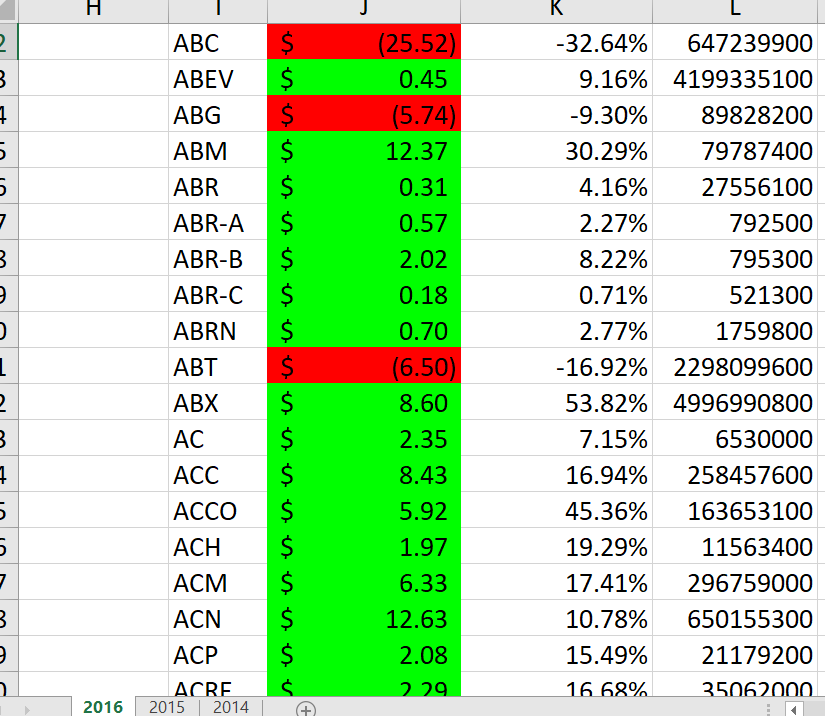 H I J K L
2 ABC $ (25.52) -32.64% 647239900
3 ABEV $ 0.45 9.16% 4199335100
4 ABG $ (5.74) -9.30% 89828200
5 ABM $ 12.37 30.29% 79787400
6 ABR $ 0.31 4.16% 27556100
7 ABR-A $ 0.57 2.27% 792500
8 ABR-B $ 2.02 8.22% 795300
9 ABR-C $ 0.18 0.71% 521300
0 ABRN $ 0.70 2.77% 1759800
1 ABT $ (6.50) -16.92% 2298099600
2 ABX $ 8.60 53.82% 4996990800
3 AC $ 2.35 7.15% 6530000
4 ACC $ 8.43 16.94% 258457600
5 ACCO $ 5.92 45.36% 163653100
6 ACH $ 1.97 19.29% 11563400
7 ACM $ 6.33 17.41% 296759000
8 ACN $ 12.63 10.78% 650155300
9 ACP $ 2.08 15.49% 21179200
0 ACRE $ 2.29 16.68% 35062000
2016 2015 2014